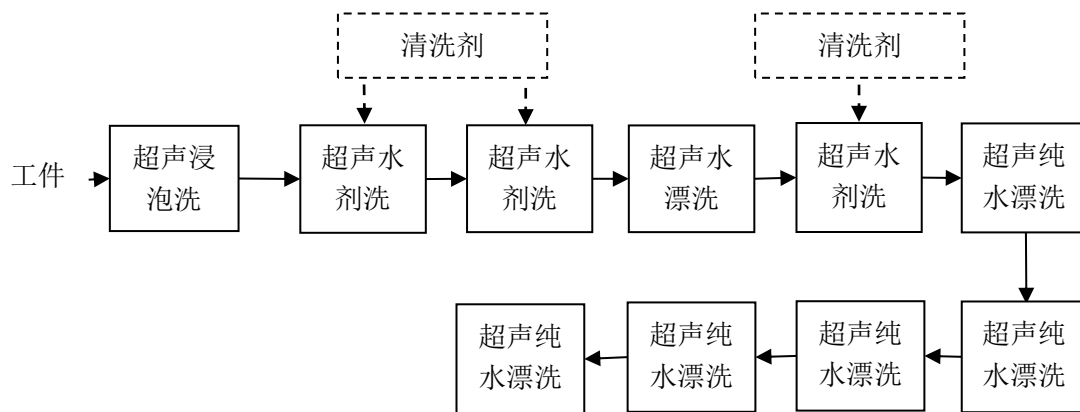 清洗剂
清洗剂
工件
超声浸
泡洗
超声水
剂洗
超声水
剂洗
超声水
漂洗
超声水
剂洗
超声纯
水漂洗
超声纯
水漂洗
超声纯
水漂洗
超声纯
水漂洗
超声纯
水漂洗